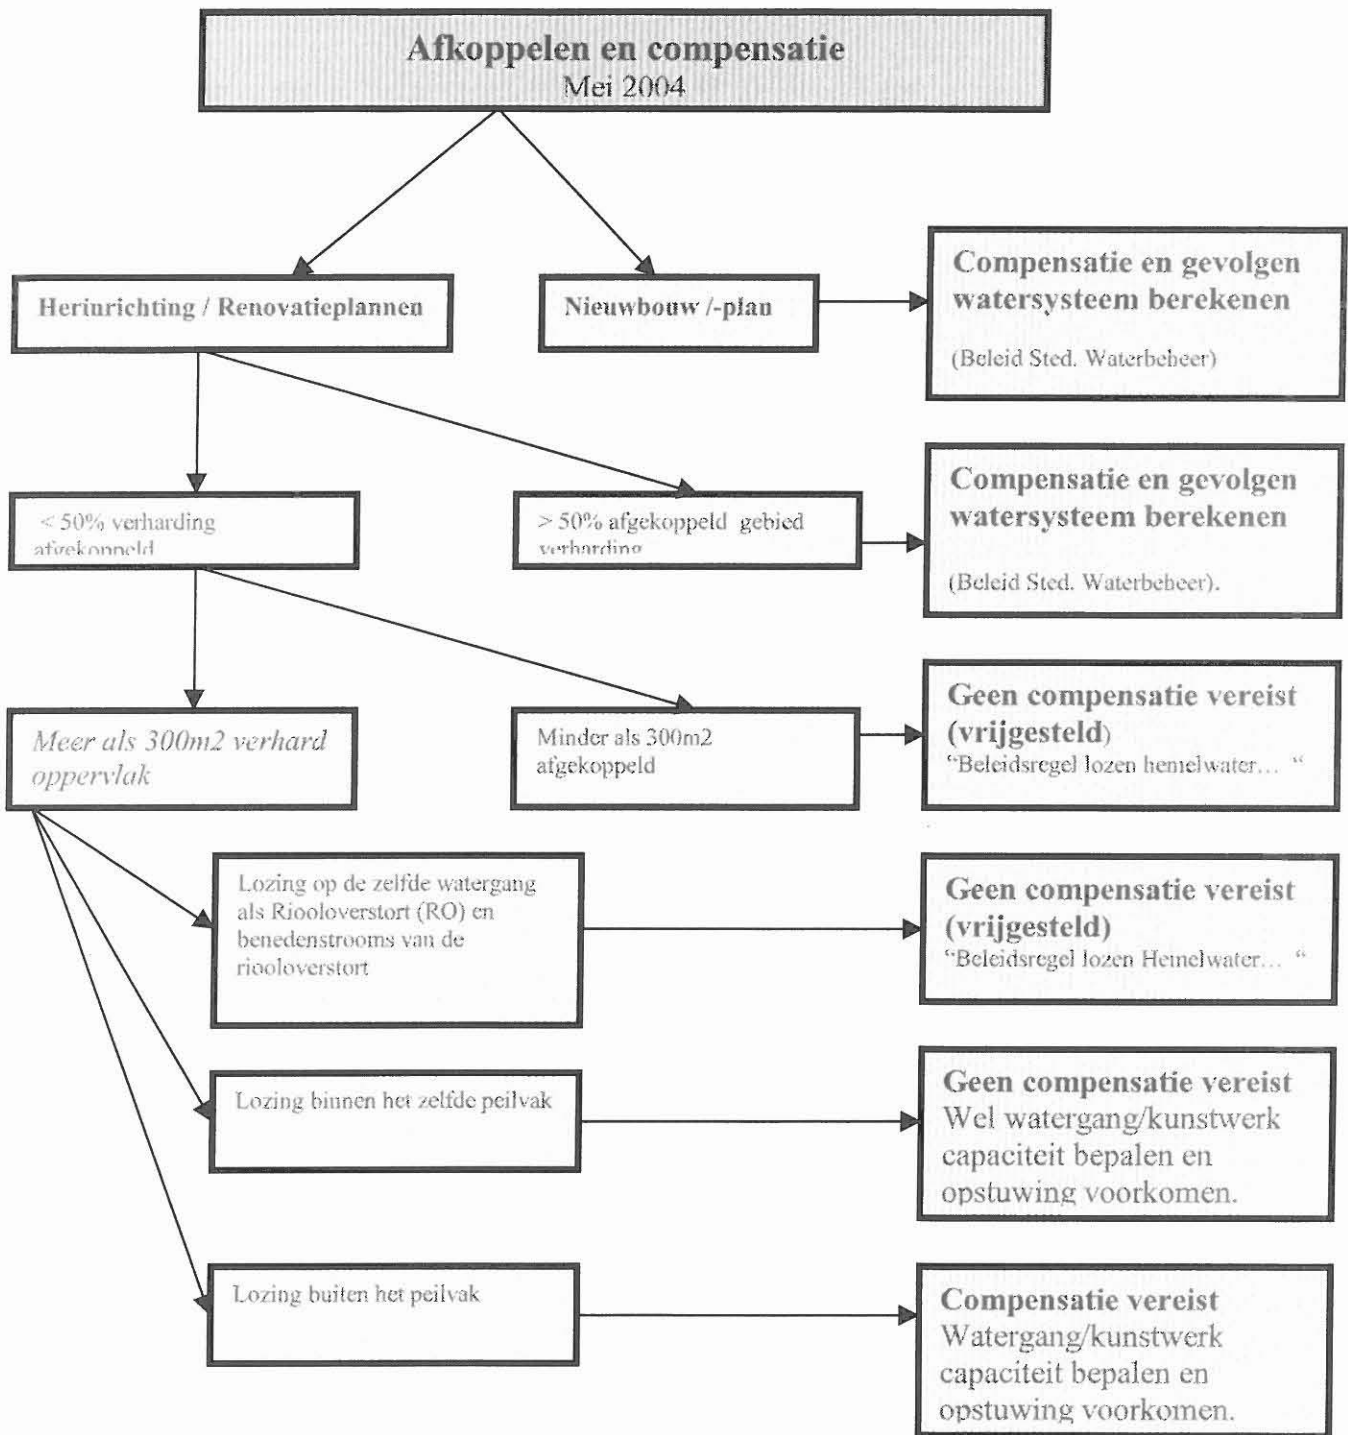 Afkoppelen en compensatie
Mei 2004
Herinrichting / Renovatieplannen
Nieuwbouw /-plan
Compensatie en gevolgen
watersysteem berekenen
(Beleid Sted. Waterbeheer)
< 50% verharding
afgekoppeld
> 50% afgekoppeld gebied
verharding
Compensatie en gevolgen
watersysteem berekenen
(Beleid Sted. Waterbeheer).
Meer als 300m2 verhard
oppervlak
Minder als 300m2
afgekoppeld
Geen compensatie vereist
(vrijgesteld)
“Beleidsregel lozen hemelwater… “
Lozing op de zelfde watergang
als Riooloverstort (RO) en
benedenstrooms van de
riooloverstort
Geen compensatie vereist
(vrijgesteld)
“Beleidsregel lozen Hemelwater… “
Lozing binnen het zelfde peilvak
Geen compensatie vereist
Wel watergang/kunstwerk
capaciteit bepalen en
opstuwing voorkomen.
Lozing buiten het peilvak
Compensatie vereist
Watergang/kunstwerk
capaciteit bepalen en
opstuwing voorkomen.